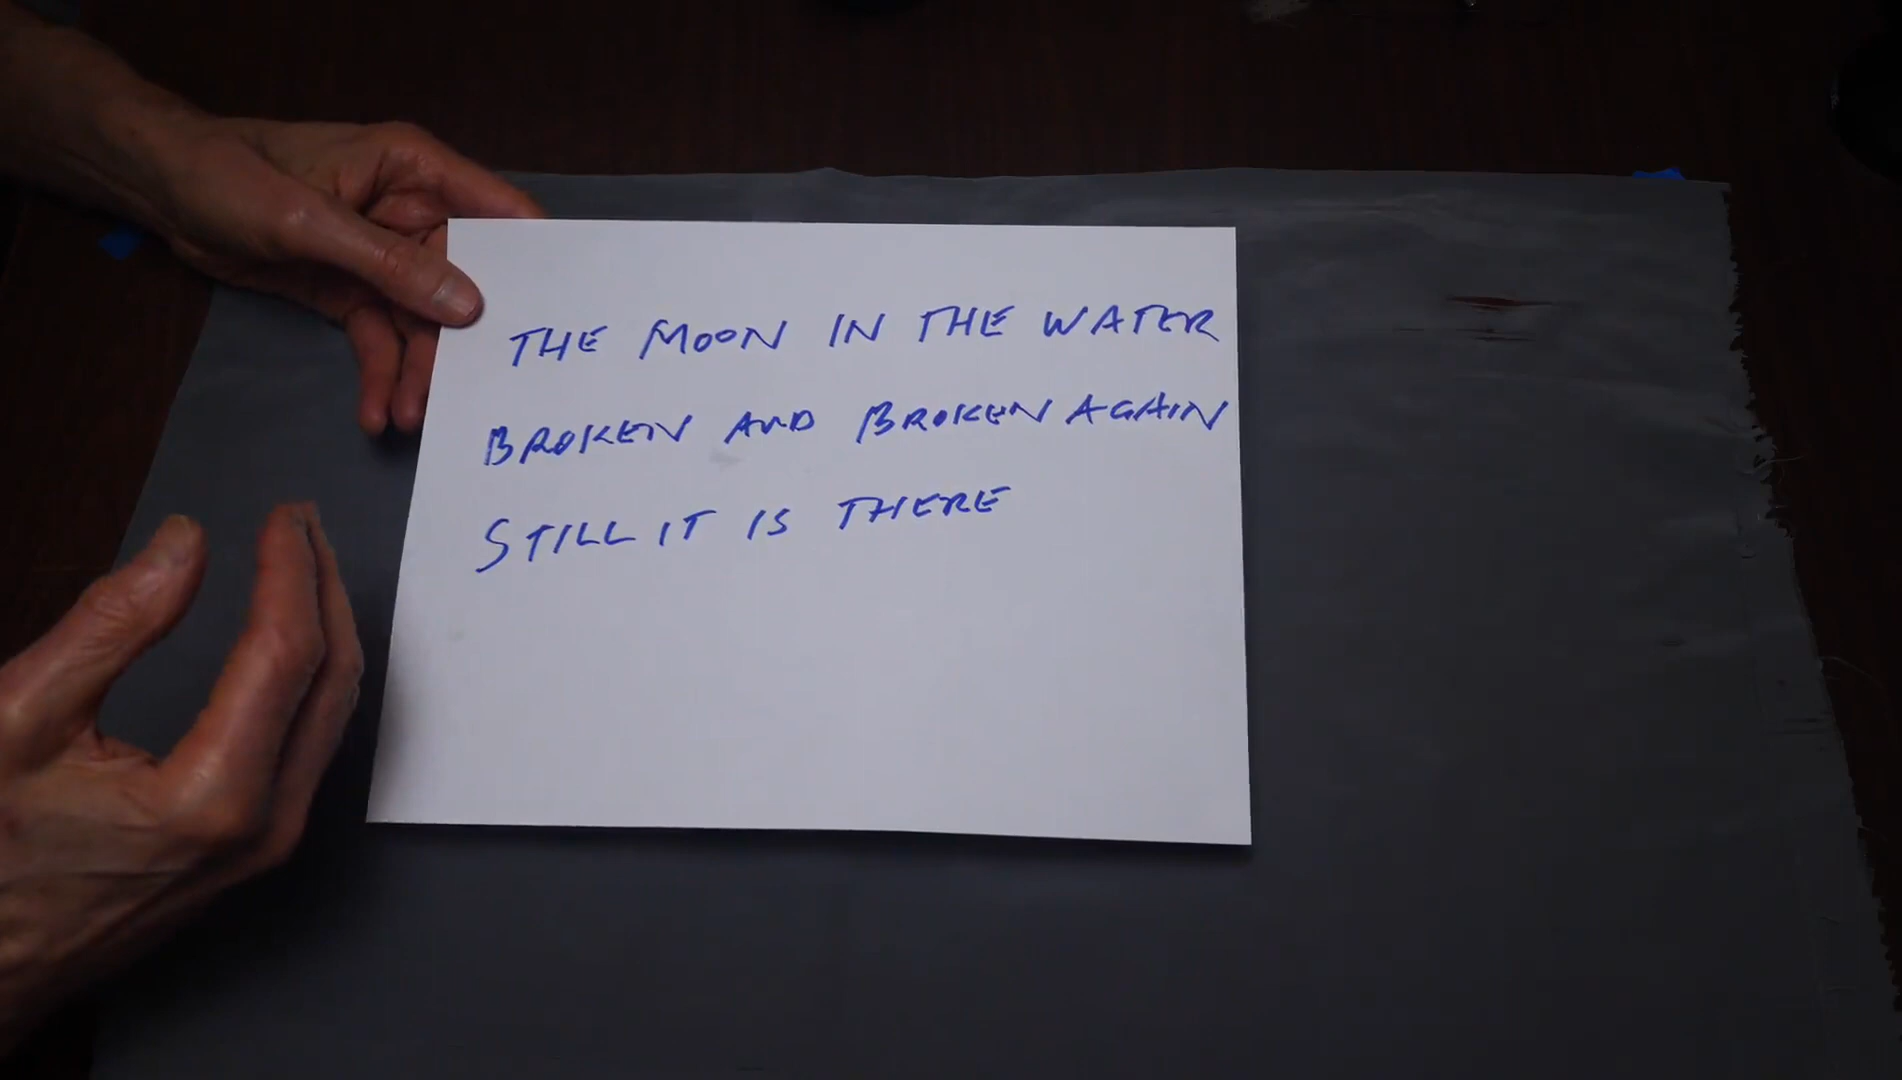 THE MOON IN THE WATER
BROKEN AND BROKEN AGAIN
STILL IT IS THERE